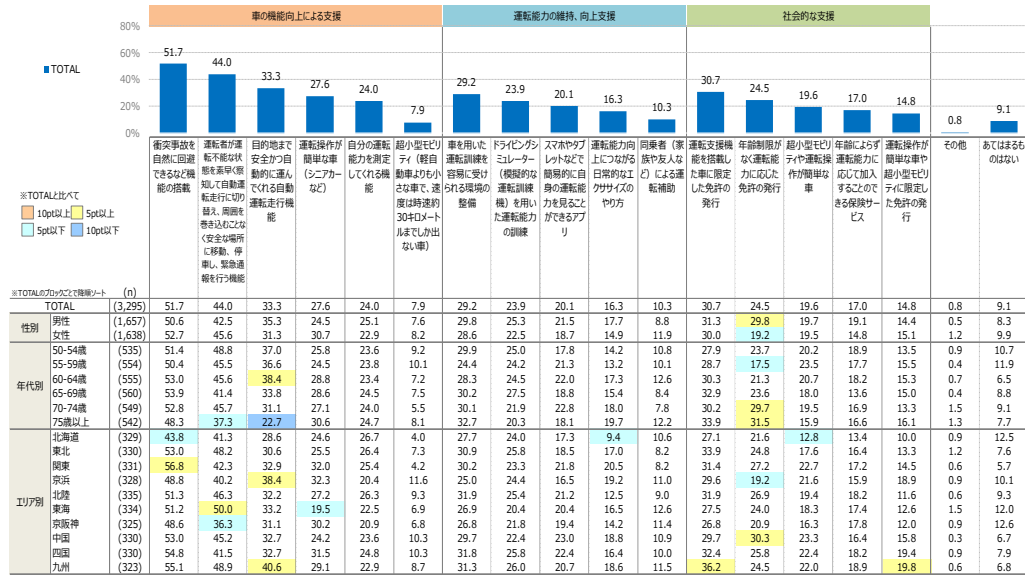 車の機能向上による支援 運転能力の維持、向上支援 社会的な支援
80%
60%
40%
20%
0%
■TOTAL
51.7 44.0 33.3 27.6 24.0 7.9 29.2 23.9 20.1 16.3 10.3 30.7 24.5 19.6 17.0 14.8 0.8 9.1
衝突事故を
自然に回避
できるなど機
能の搭載
運転者が運
転不能な状
態を素早く察
知して自動運
転走行に切り
替え、周囲を
巻き込むことな
く安全な場所
に移動、停
車し、緊急通
報を行う機能
目的地まで
安全かつ自
動的に運ん
でくれる自動
運転走行機
能
運転操作が
簡単な車
(シニアカー
など)
自分の運転
能力を測定
してくれる機
能
超小型モビリ
ティ(軽自
動車よりも小
さな車で、速
度は時速約
30キロメート
ルまでしか出
ない車)
車を用いた
運転訓練を
容易に受け
られる環境の
整備
ドライビングシ
ミュレーター
(模擬的な
運転訓練
機)を用い
た運転能力
の訓練
スマホやタブ
レットなどで
簡易的に自
身の運転能
力を見ること
ができるアプ
リ
運転能力向
上につながる
日常的なエ
クササイズの
やり方
同乗者(家
族や友人な
ど)による運
転補助
運転支援機
能を搭載し
た車に限定
した免許の
発行
年齢制限が
なく運転能
力に応じた
免許の発行
超小型モビリ
ティや運転操
作が簡単な
車
年齢によらず
運転能力に
応じて加入
することので
きる保険サー
ビス
運転操作が
簡単な車や
超小型モビリ
ティに限定し
た免許の発
行
その他
あてはまるも
のはない
※TOTALと比べて
10pt以上 5pt以上
5pt以下 10pt以下
※TOTALのブロックごとで降順ソート (n)
TOTAL (3,295) 51.7 44.0 33.3 27.6 24.0 7.9 29.2 23.9 20.1 16.3 10.3 30.7 24.5 19.6 17.0 14.8 0.8 9.1
性別
男性 (1,657) 50.6 42.5 35.3 24.5 25.1 7.6 29.8 25.3 21.5 17.7 8.8 31.3 29.8 19.7 19.1 14.4 0.5 8.3
女性 (1,638) 52.7 45.6 31.3 30.7 22.9 8.2 28.6 22.5 18.7 14.9 11.9 30.0 19.2 19.5 14.8 15.1 1.2 9.9
年代別
50-54歳 (535) 51.4 48.8 37.0 25.8 23.6 9.2 29.9 25.0 17.8 14.2 10.8 27.9 23.7 20.2 18.9 13.5 0.9 10.7
55-59歳 (554) 50.4 45.5 36.6 24.5 23.8 10.1 24.4 24.2 21.3 13.2 10.1 28.7 17.5 23.5 17.7 15.5 0.4 11.9
60-64歳 (555) 53.0 45.6 38.4 28.8 23.4 7.2 28.3 24.5 22.0 17.3 12.6 30.3 21.3 20.7 18.2 15.3 0.7 6.5
65-69歳 (560) 53.9 41.4 33.8 28.6 24.5 7.5 30.2 27.5 18.8 15.4 8.4 32.9 23.6 18.0 13.6 15.0 0.4 8.8
70-74歳 (549) 52.8 45.7 31.1 27.1 24.0 5.5 30.1 21.9 22.8 18.0 7.8 30.2 29.7 19.5 16.9 13.3 1.5 9.1
75歳以上 (542) 48.3 37.3 22.7 30.6 24.7 8.1 32.7 20.3 18.1 19.7 12.2 33.9 31.5 15.9 16.6 16.1 1.3 7.7
エリア別
北海道 (329) 43.8 41.3 28.6 24.6 26.7 4.0 27.7 24.0 17.3 9.4 10.6 27.1 21.6 12.8 13.4 10.0 0.9 12.5
東北 (330) 53.0 48.2 30.6 25.5 26.4 7.3 30.9 25.8 18.5 17.0 8.2 33.9 24.8 17.6 16.4 13.3 1.2 7.6
関東 (331) 56.8 42.3 32.9 32.0 25.4 4.2 30.2 23.3 21.8 20.5 8.2 31.4 27.2 22.7 17.2 14.5 0.6 5.7
京浜 (328) 48.8 40.2 38.4 32.3 20.4 11.6 25.0 24.4 16.5 19.2 11.0 29.6 19.2 21.6 15.9 18.9 0.9 10.1
北陸 (335) 51.3 46.3 32.2 27.2 26.3 9.3 31.9 25.4 21.2 12.5 9.0 31.9 26.9 19.4 18.2 11.6 0.6 9.3
東海 (334) 51.2 50.0 33.2 19.5 22.5 6.9 26.9 20.4 20.4 16.5 12.6 27.5 24.0 18.3 17.4 12.6 1.5 12.0
京阪神 (325) 48.6 36.3 31.1 30.2 20.9 6.8 26.8 21.8 19.4 14.2 11.4 26.8 20.9 16.3 17.8 12.0 0.9 12.6
中国 (330) 53.0 45.2 32.7 24.2 23.6 10.3 29.7 22.4 23.0 18.8 10.9 29.7 30.3 23.3 16.4 15.8 0.3 6.7
四国 (330) 54.8 41.5 32.7 31.5 24.8 10.3 31.8 25.8 22.4 16.4 10.0 32.4 25.8 22.4 18.2 19.4 0.9 7.9
九州 (323) 55.1 48.9 40.6 29.1 22.9 8.7 31.3 26.0 20.7 18.6 11.5 36.2 24.5 22.0 18.9 19.8 0.6 6.8